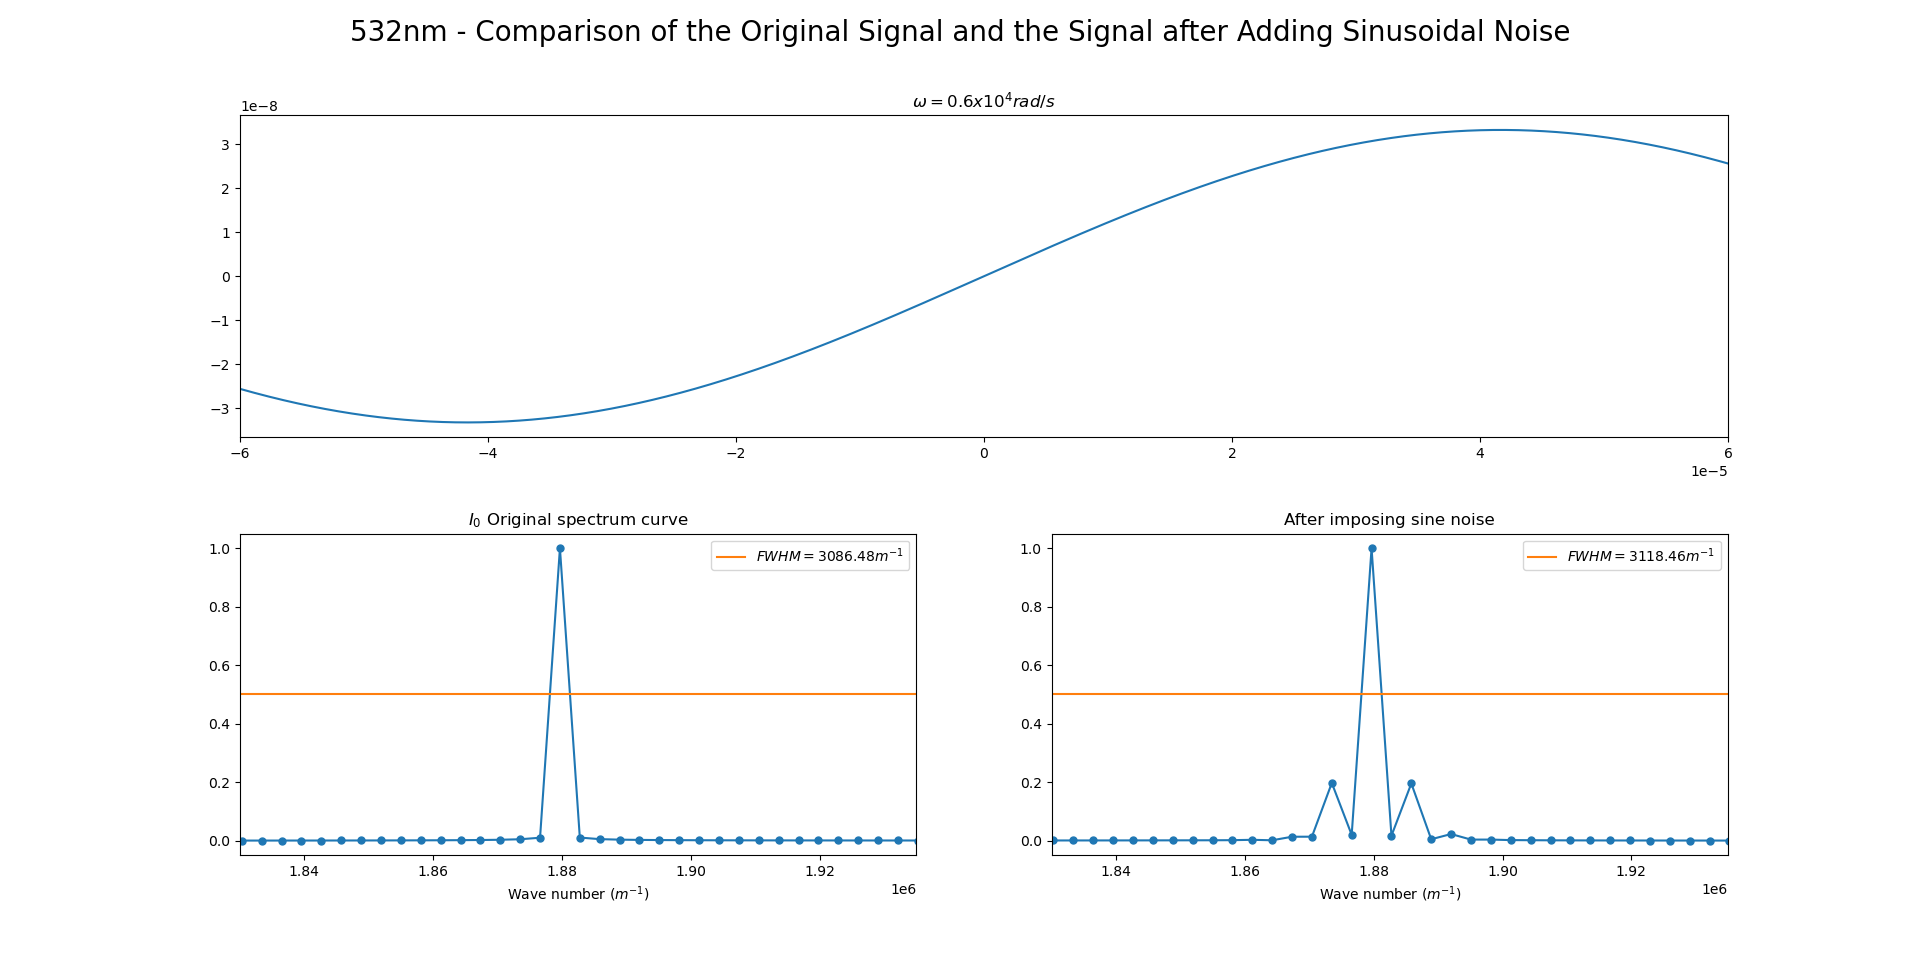 532nm - Comparison of the Original Signal and the Signal after Adding Sinusoidal Noise
ω = 0.6x10⁴rad/s
1e−8
3
2
1
0
−1
−2
−3
−6 −4 −2 0 2 4 6
1e−5
I₀ Original spectrum curve
FWHM = 3086.48m⁻¹
1.0
0.8
0.6
0.4
0.2
0.0
1.84 1.86 1.88 1.90 1.92
1e6
Wave number (m⁻¹)
After imposing sine noise
FWHM = 3118.46m⁻¹
1.0
0.8
0.6
0.4
0.2
0.0
1.84 1.86 1.88 1.90 1.92
1e6
Wave number (m⁻¹)